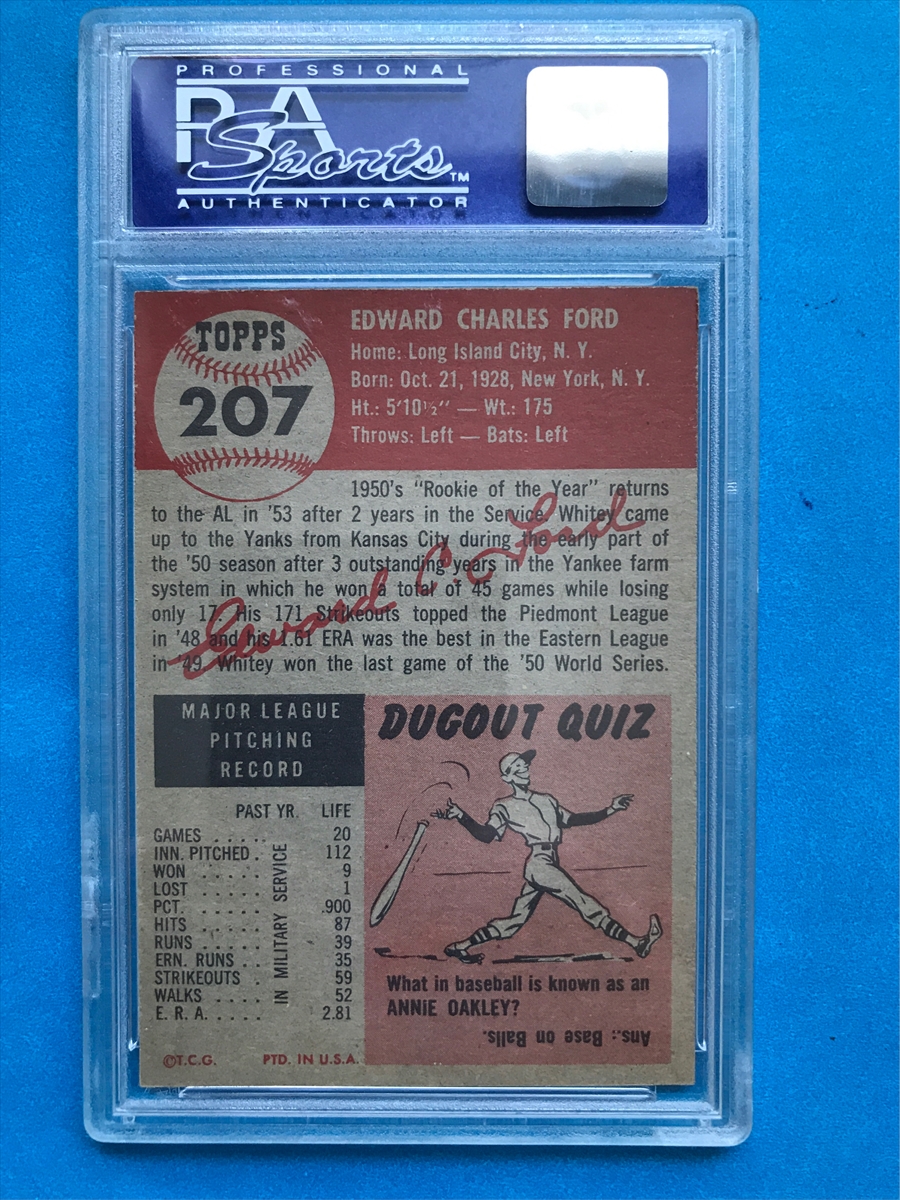 PROFESSIONAL
PSA
Sports™
AUTHENTICATOR
TOPPS
207
EDWARD CHARLES FORD
Home: Long Island City, N. Y.
Born: Oct. 21, 1928, New York, N. Y.
Ht.: 5'10½" — Wt.: 175
Throws: Left — Bats: Left
1950's "Rookie of the Year" returns
to the AL in '53 after 2 years in the Service. Whitey came
up to the Yanks from Kansas City during the early part of
the '50 season after 3 outstanding years in the Yankee farm
system in which he won a total of 45 games while losing
only 17. His 171 Strikeouts topped the Piedmont League
in '48 and his 1.61 ERA was the best in the Eastern League
in '49. Whitey won the last game of the '50 World Series.
Edward C. Ford
MAJOR LEAGUE
PITCHING
RECORD
PAST YR. LIFE
GAMES ..... 20
INN. PITCHED . 112
WON ...... 9
LOST ..... 1
PCT. ...... .900
HITS ...... 87
RUNS ..... 39
ERN. RUNS .. 35
STRIKEOUTS . 59
WALKS .... 52
E. R. A. ..... 2.81
IN MILITARY SERVICE
©T.C.G. PTD. IN U.S.A.
DUGOUT QUIZ
What in baseball is known as an
ANNIE OAKLEY?
Ans.: Base on Balls.